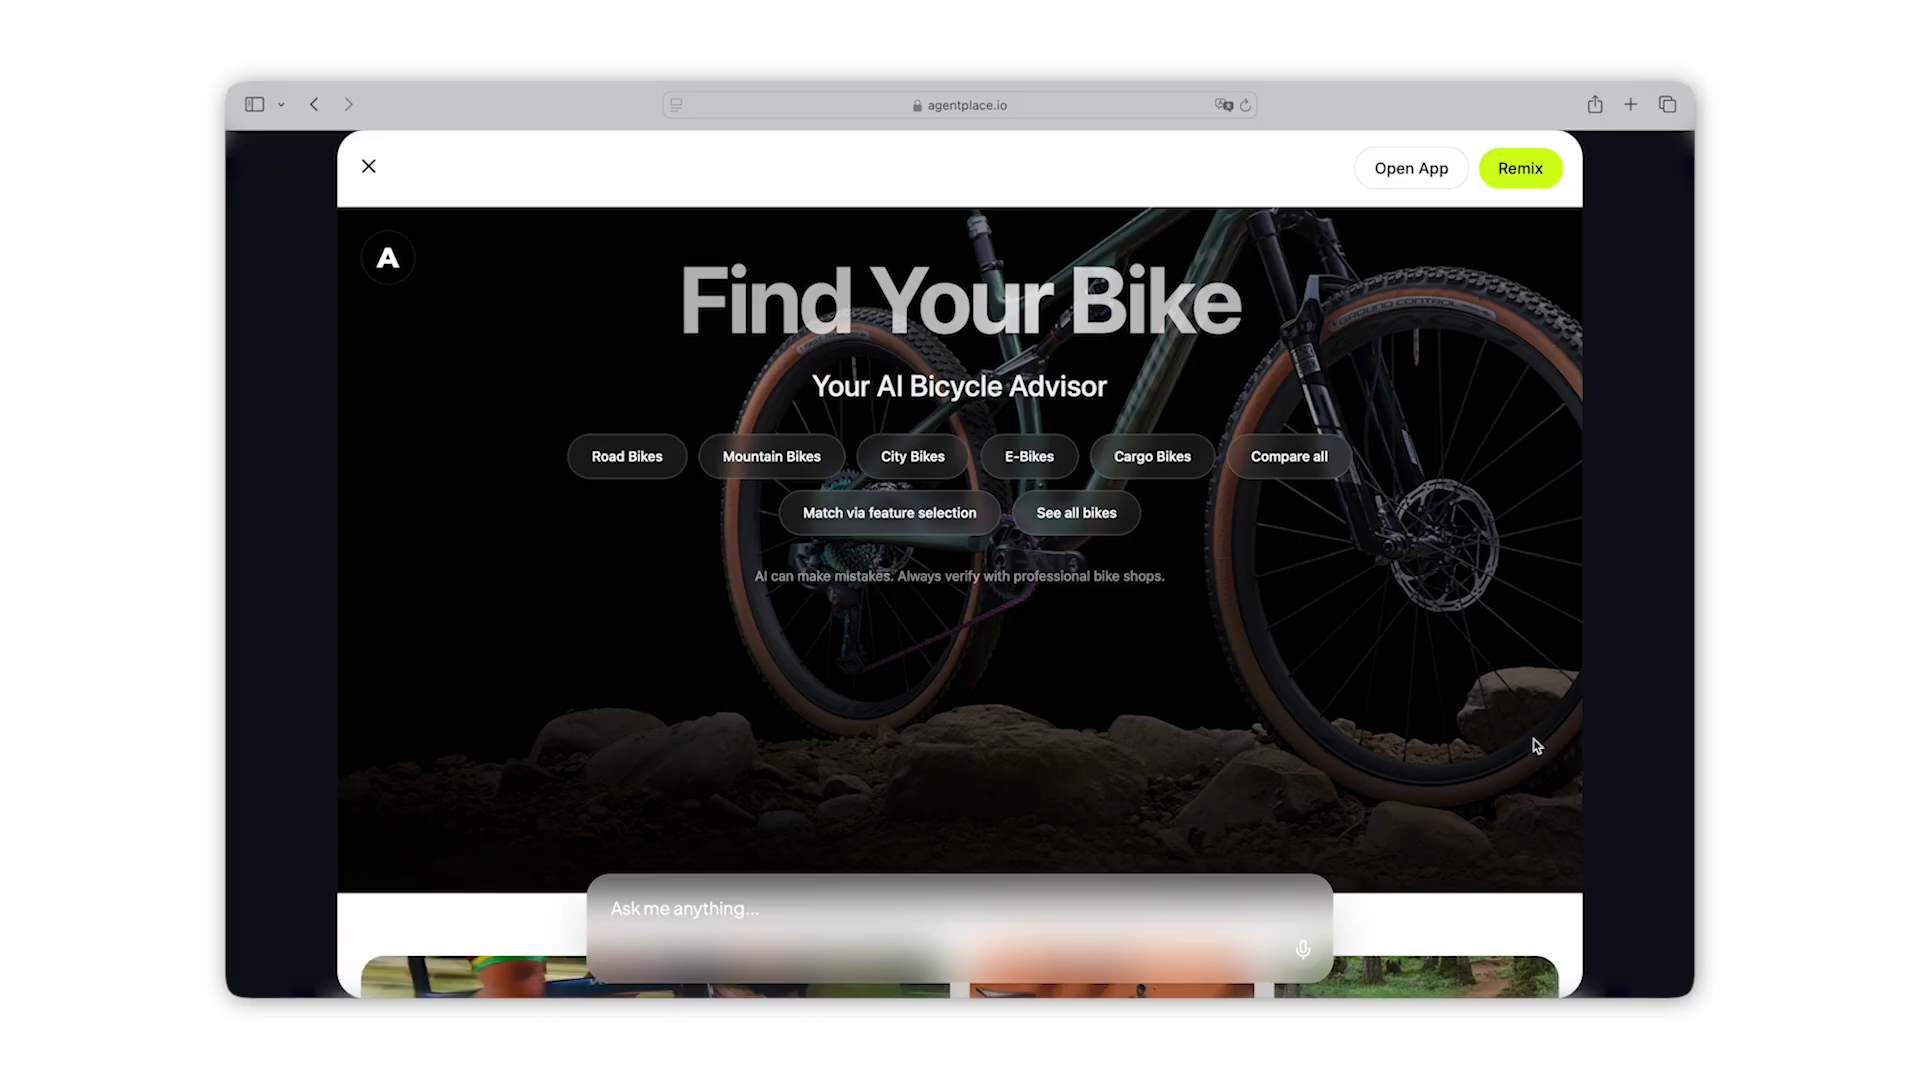 agentplace.io
Open App
Remix
A
Find Your Bike
Your AI Bicycle Advisor
Road Bikes
Mountain Bikes
City Bikes
E-Bikes
Cargo Bikes
Compare all
Match via feature selection
See all bikes
AI can make mistakes. Always verify with professional bike shops.
GROUND CONTROL
Ask me anything...